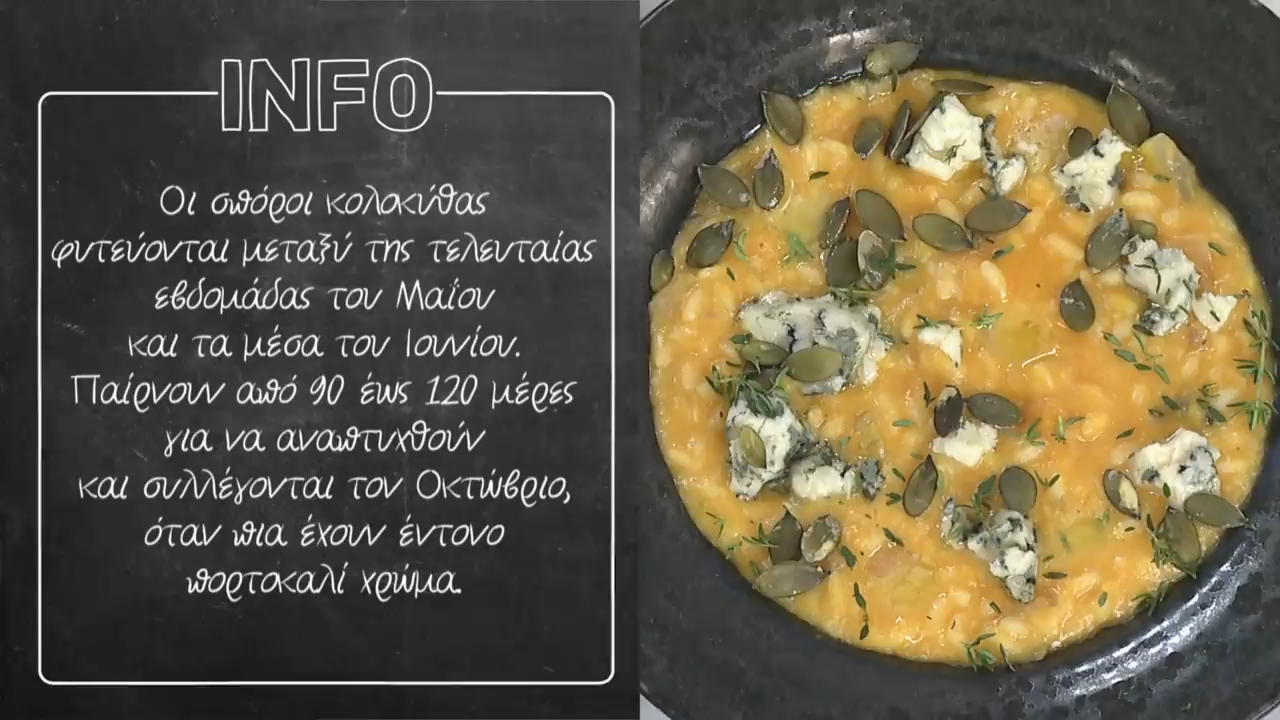 INFO
Οι σπόροι κολοκύθας
φυτεύονται μεταξύ της τελευταίας
εβδομάδας του Μαΐου
και τα μέσα του Ιουνίου.
Παίρνουν από 90 έως 120 μέρες
για να αναπτυχθούν
και συλλέγονται τον Οκτώβριο,
όταν πια έχουν έντονο
πορτοκαλί χρώμα.